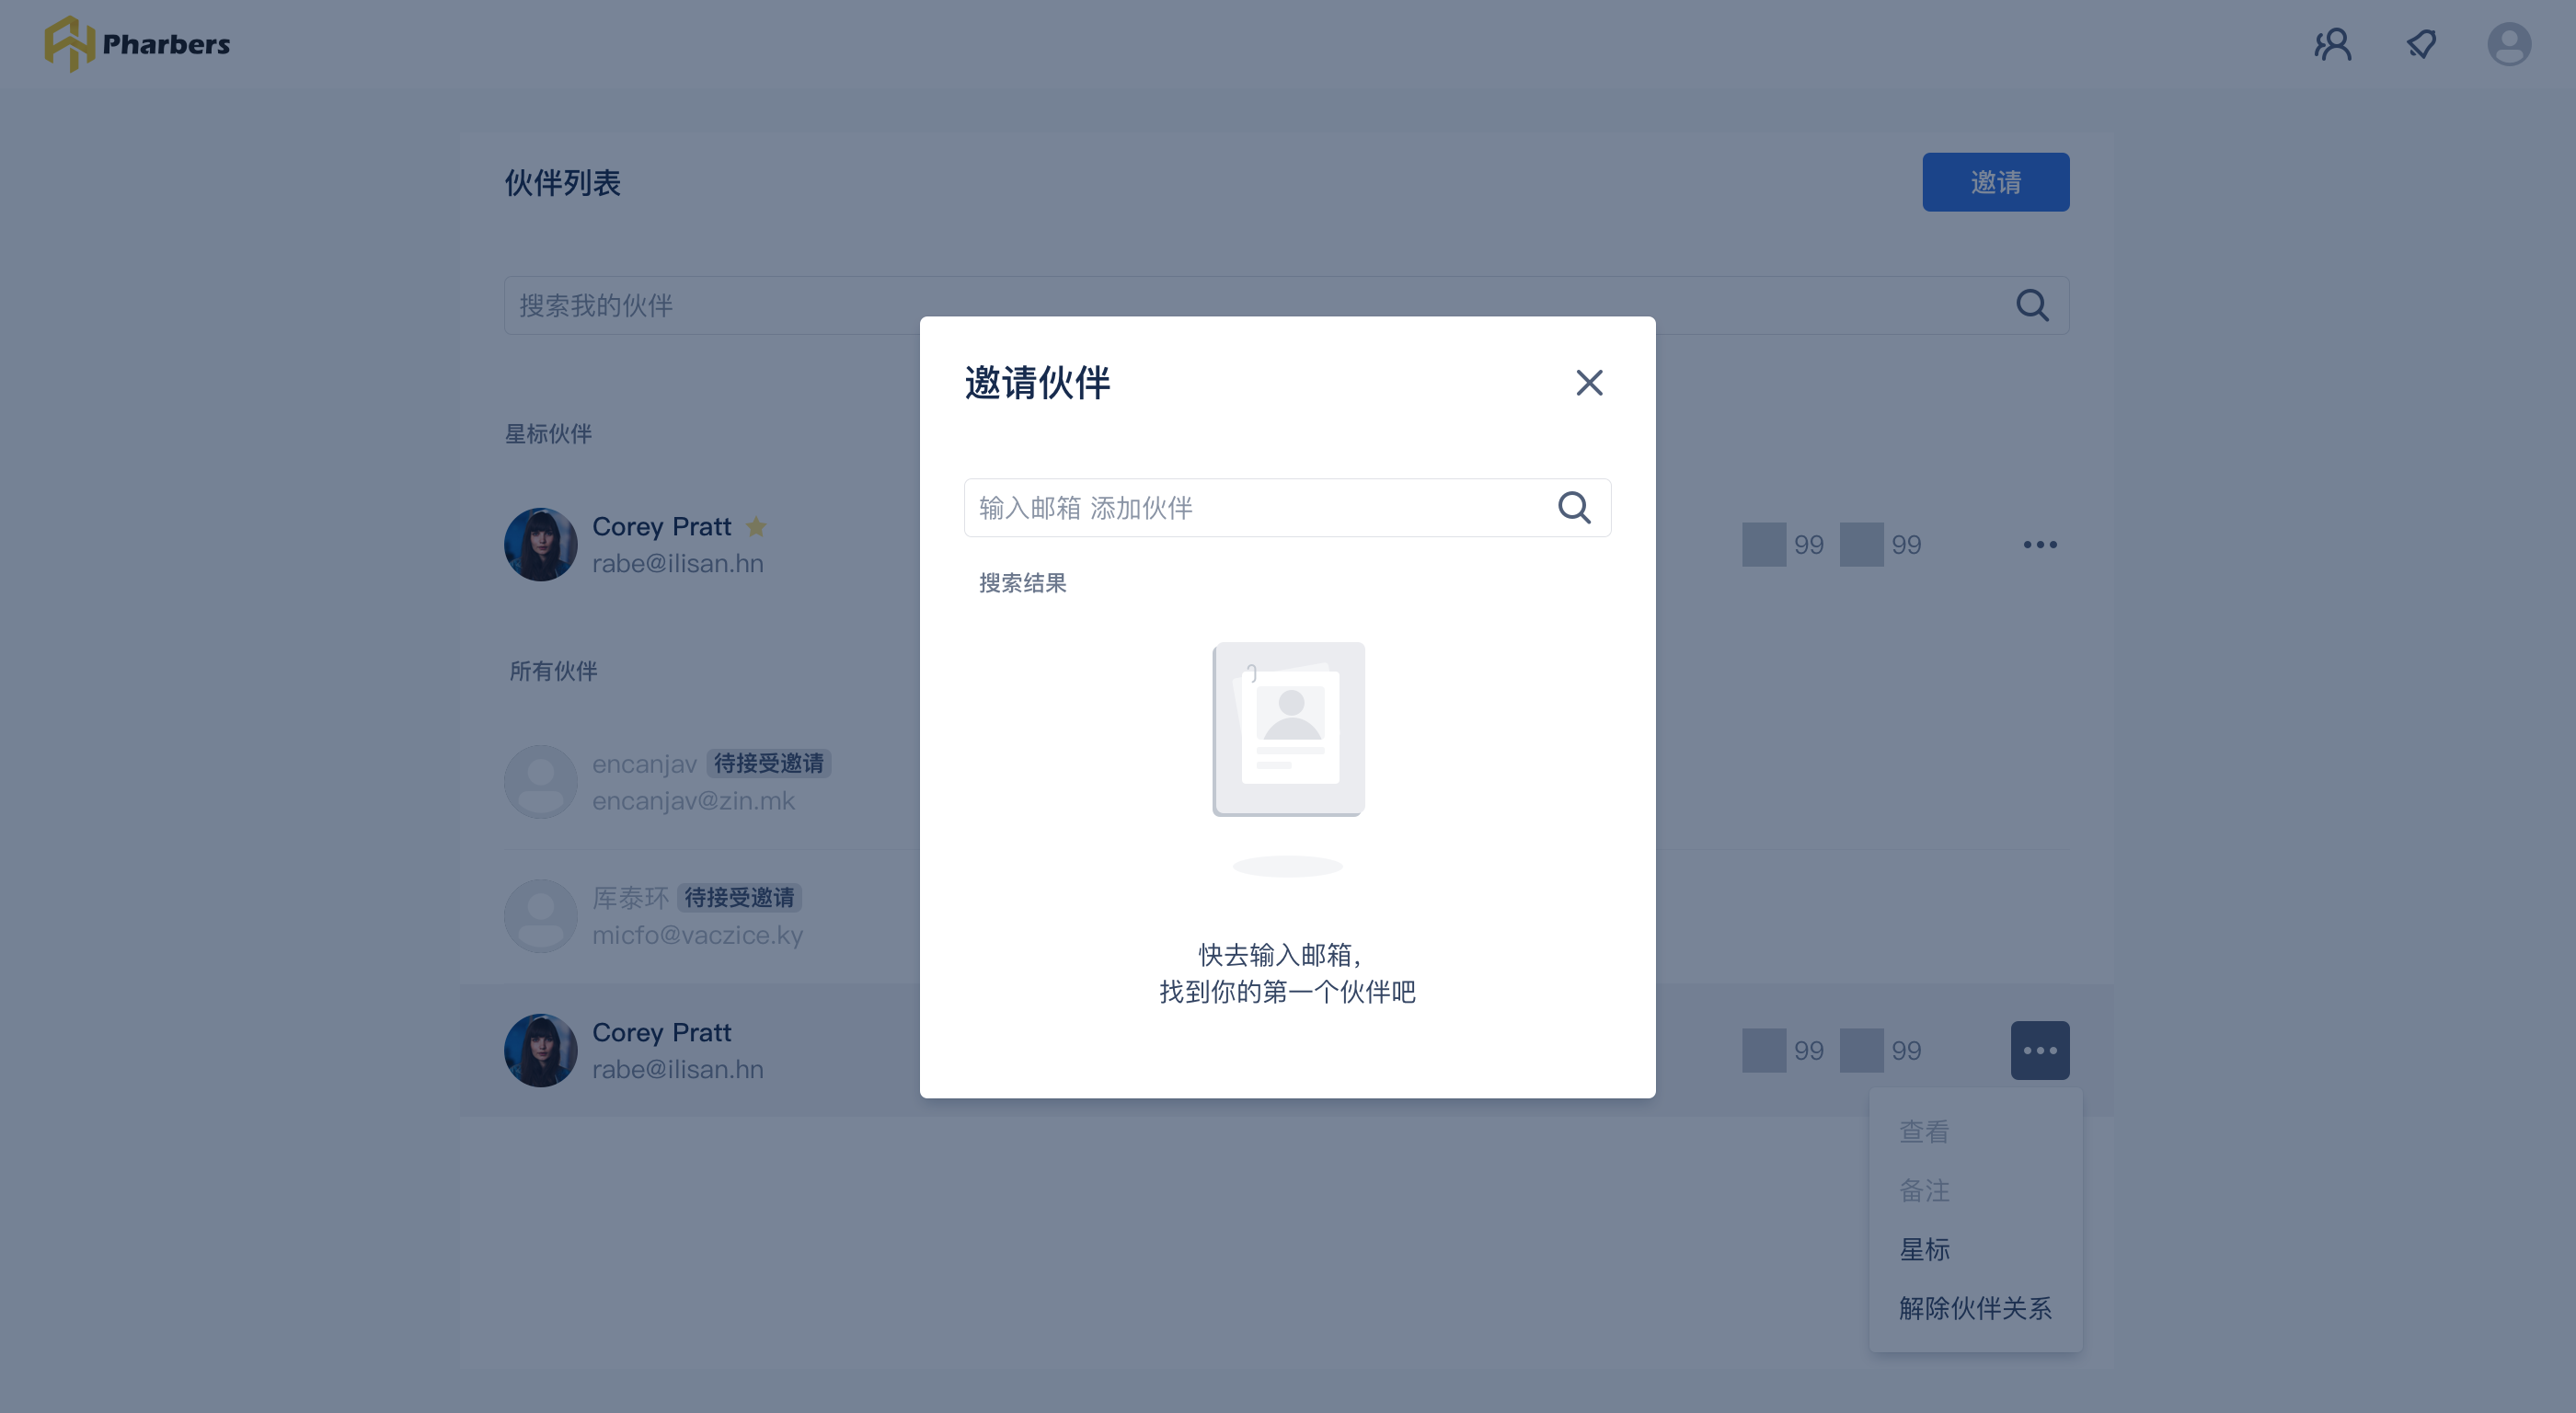 Pharbers
伙伴列表
邀请
搜索我的伙伴
邀请伙伴
星标伙伴
输入邮箱 添加伙伴
Corey Pratt
rabe@ilisan.hn
99 99
搜索结果
所有伙伴
encanjav 待接受邀请
encanjav@zin.mk
厍泰环 待接受邀请
micfo@vaczice.ky
快去输入邮箱，
找到你的第一个伙伴吧
Corey Pratt
rabe@ilisan.hn
99 99
查看
备注
星标
解除伙伴关系